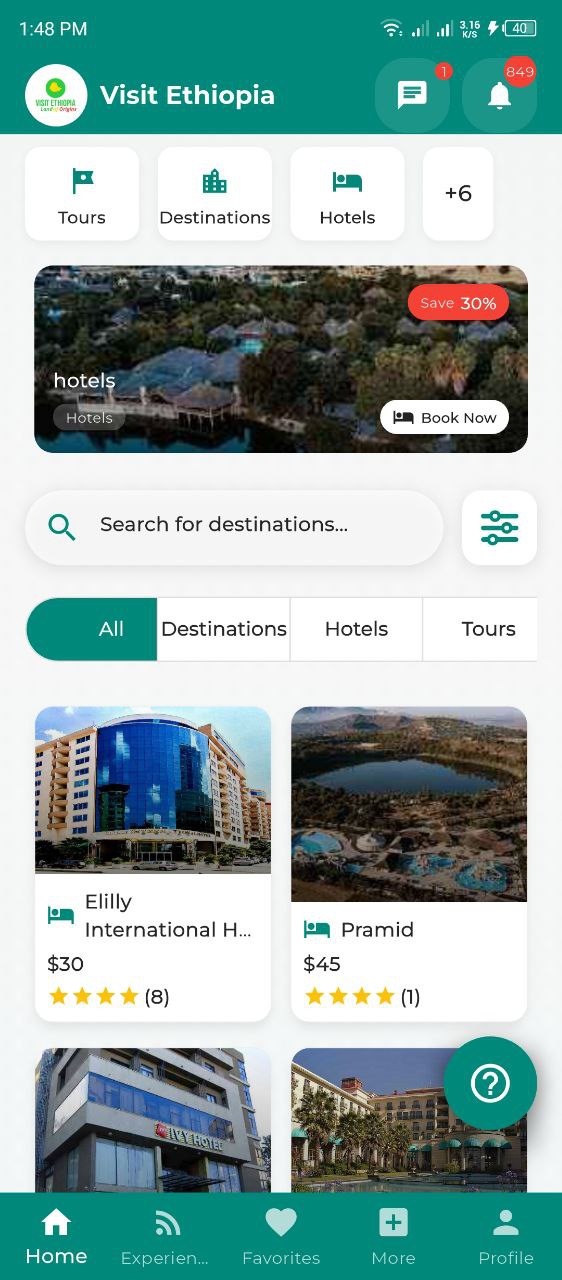 1:48 PM
3.16
K/S
40
VISIT ETHIOPIA
Land of Origins
Visit Ethiopia
1
849
Tours
Destinations
Hotels
+6
Save 30%
hotels
Hotels
Book Now
Search for destinations...
All
Destinations
Hotels
Tours
Elilly
International H...
$30
(8)
Pramid
$45
(1)
IVY HOTEL
Home
Experien...
Favorites
More
Profile